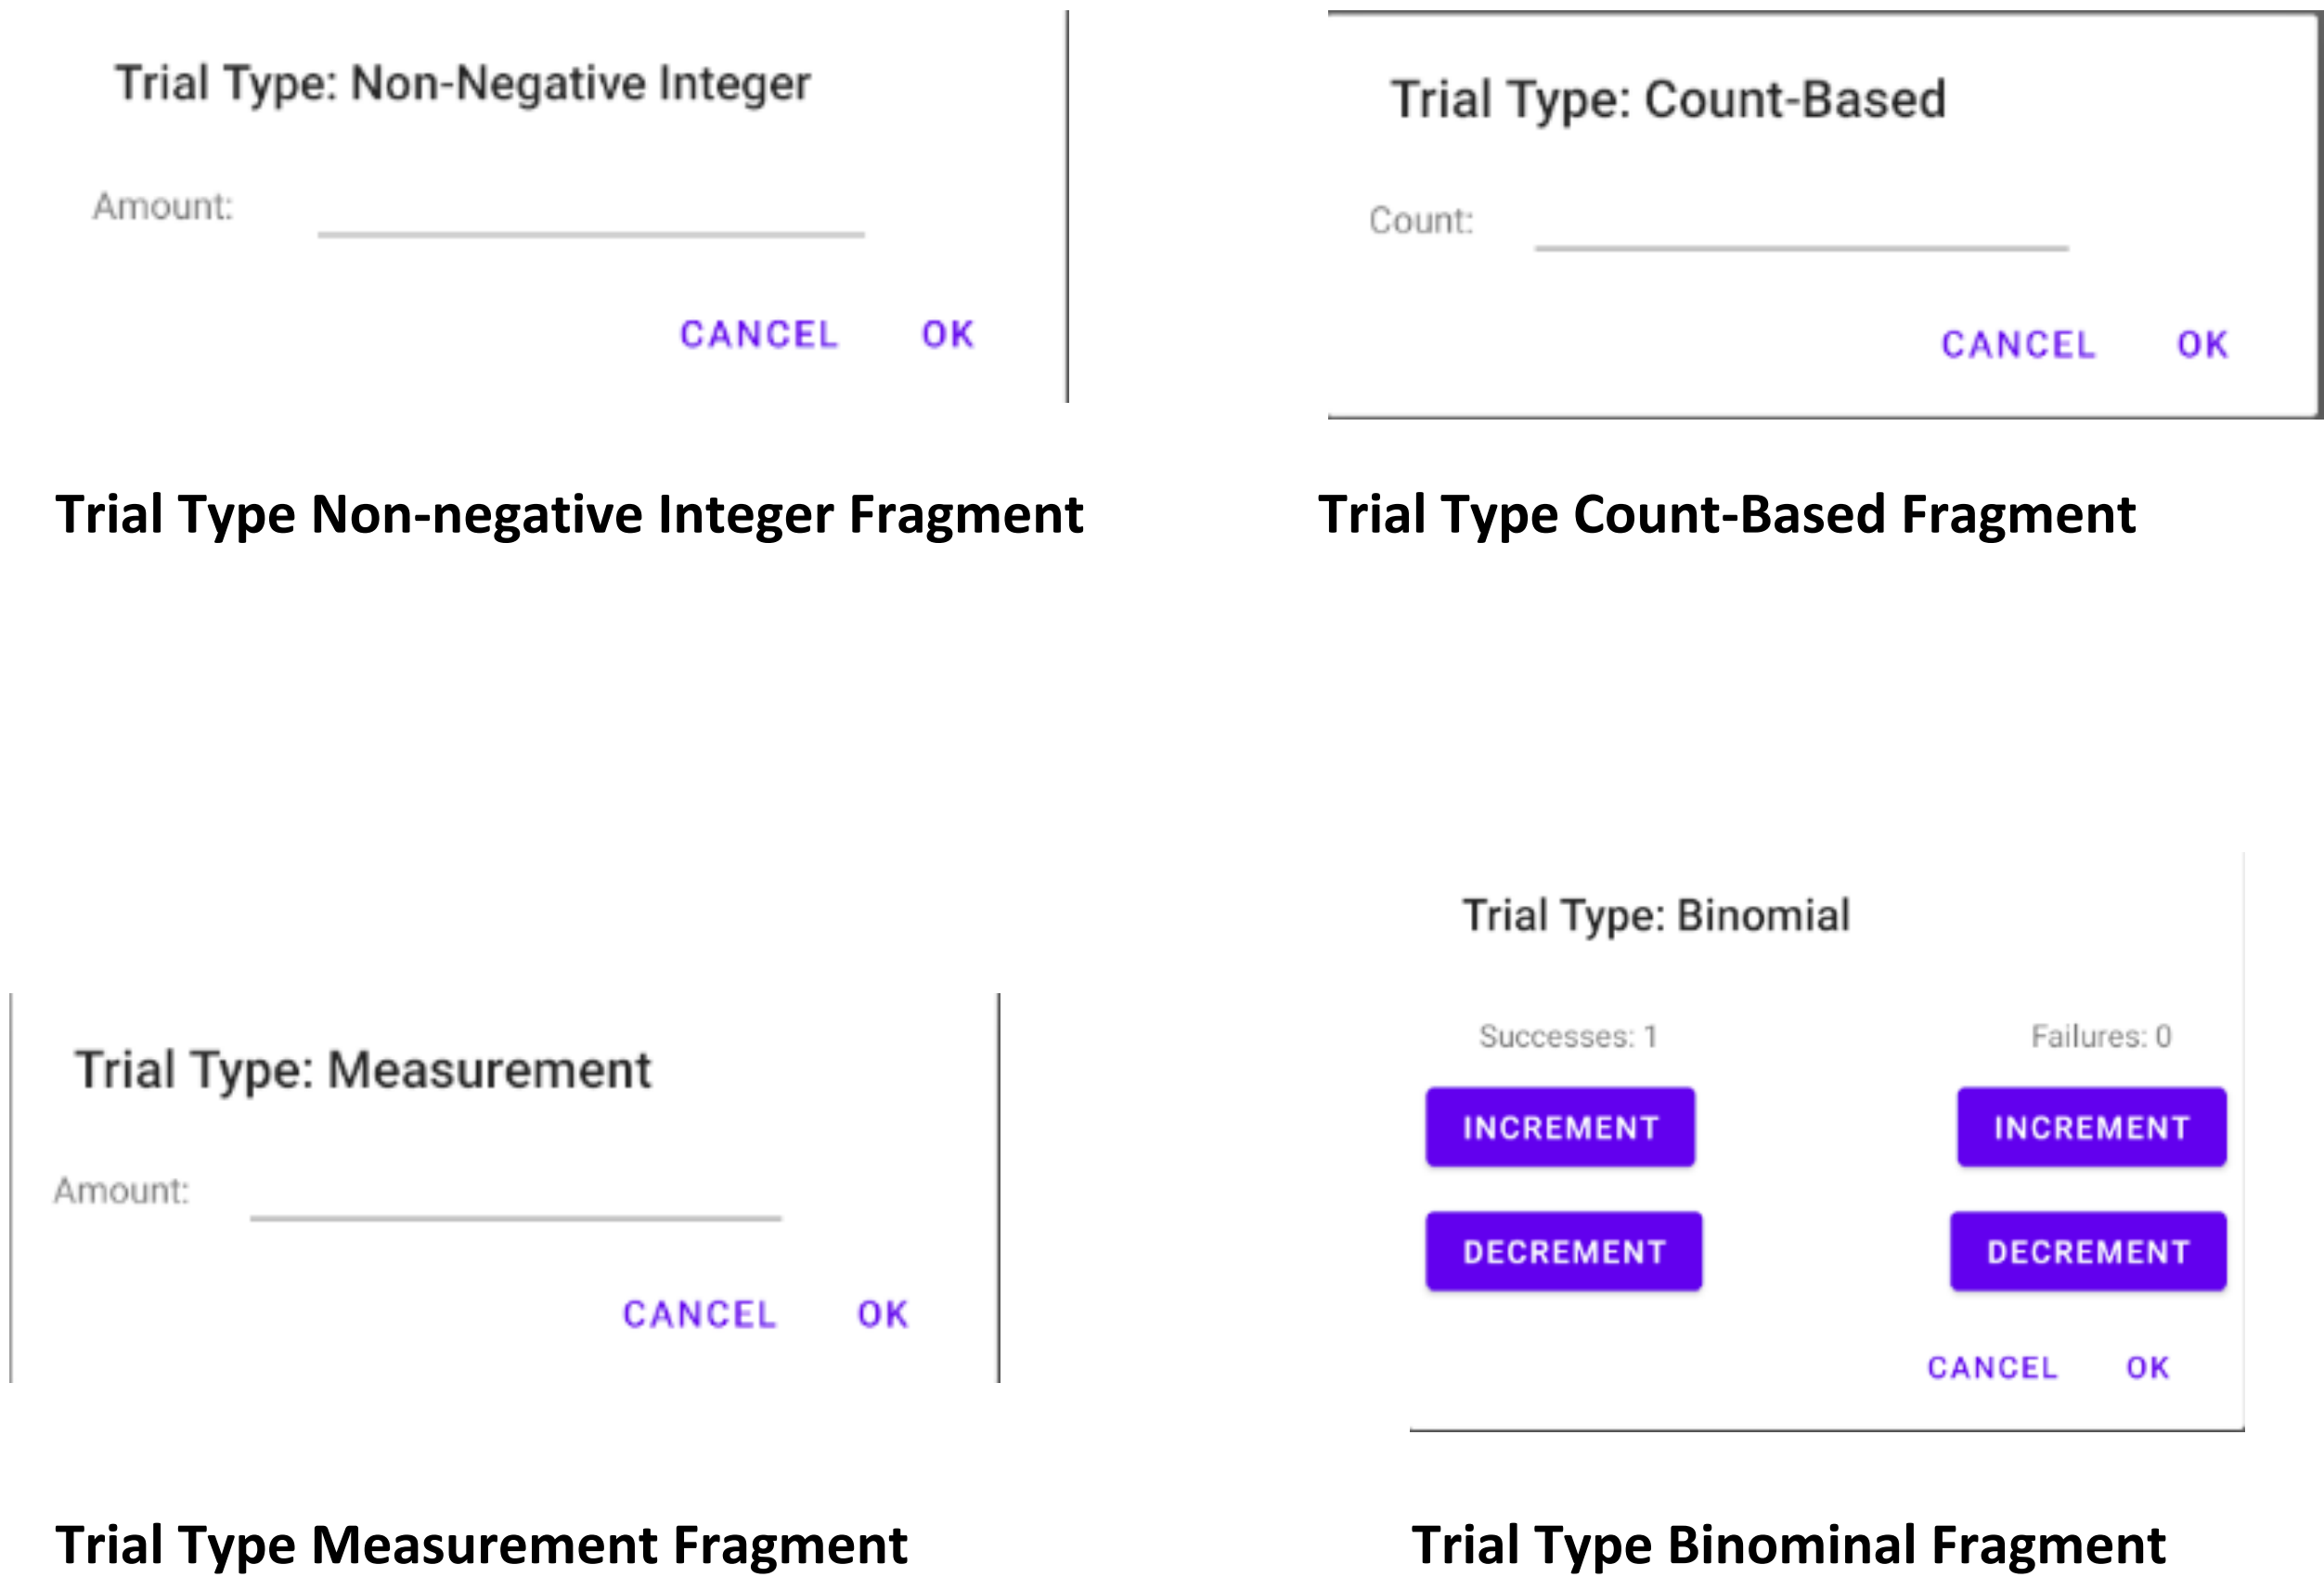 Trial Type: Non-Negative Integer
Amount:
CANCEL OK
Trial Type Non-negative Integer Fragment
Trial Type: Count-Based
Count:
CANCEL OK
Trial Type Count-Based Fragment
Trial Type: Measurement
Amount:
CANCEL OK
Trial Type Measurement Fragment
Trial Type: Binomial
Successes: 1 Failures: 0
INCREMENT INCREMENT
DECREMENT DECREMENT
CANCEL OK
Trial Type Binominal Fragment